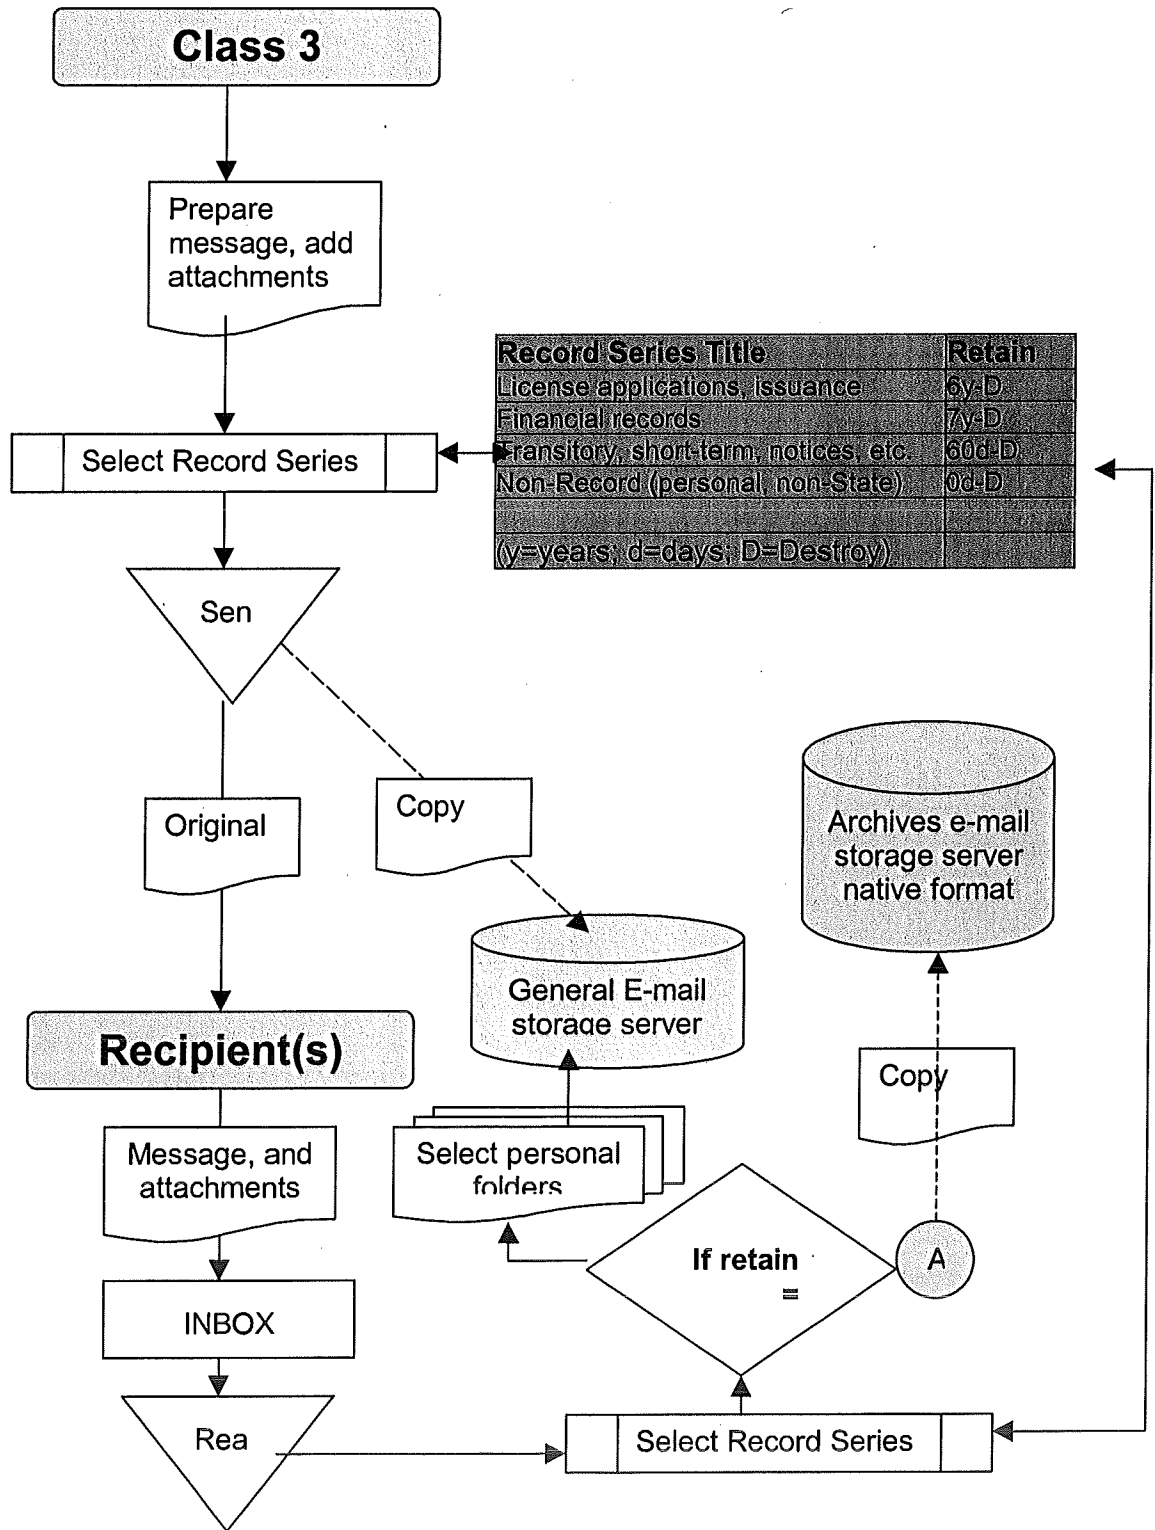 Class 3
Prepare
message, add
attachments
Record Series Title Retain
License applications, issuance 6y-D
Financial records 7y-D
Transitory, short-term, notices, etc. 60d-D
Non-Record (personal, non-State) 0d-D
(y=years; d=days; D=Destroy)
Select Record Series
Sen
Original
Copy
Archives e-mail
storage server
native format
General E-mail
storage server
Recipient(s)
Copy
Message, and
attachments
Select personal
folders
If retain
=
A
INBOX
Rea
Select Record Series